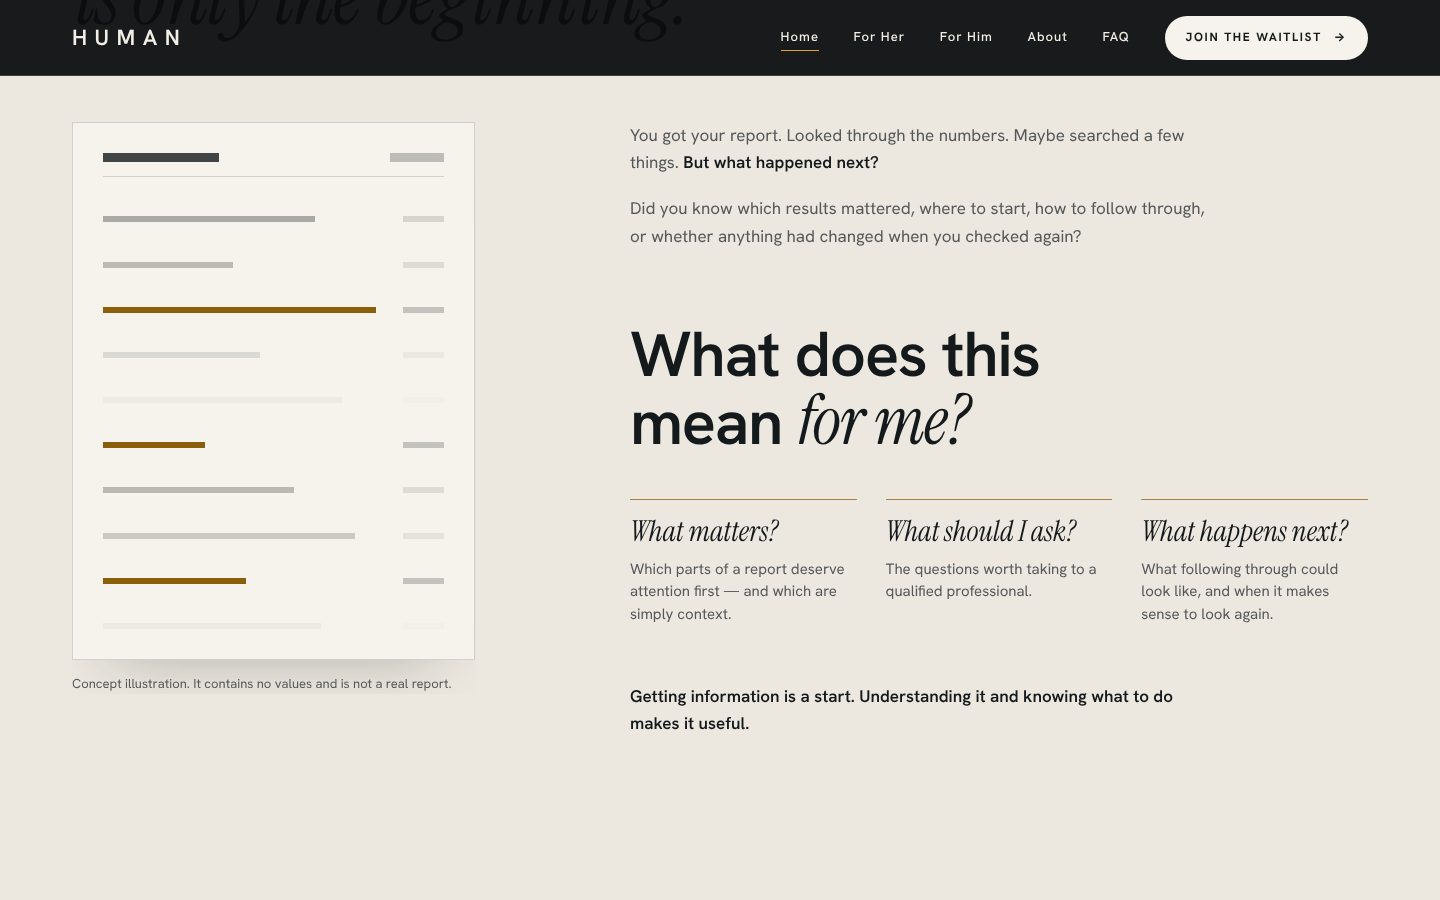 is only the beginning.
HUMAN
Home
For Her
For Him
About
FAQ
JOIN THE WAITLIST →
You got your report. Looked through the numbers. Maybe searched a few
things. But what happened next?
Did you know which results mattered, where to start, how to follow through,
or whether anything had changed when you checked again?
What does this
mean for me?
What matters?
Which parts of a report deserve
attention first — and which are
simply context.
What should I ask?
The questions worth taking to a
qualified professional.
What happens next?
What following through could
look like, and when it makes
sense to look again.
Concept illustration. It contains no values and is not a real report.
Getting information is a start. Understanding it and knowing what to do
makes it useful.